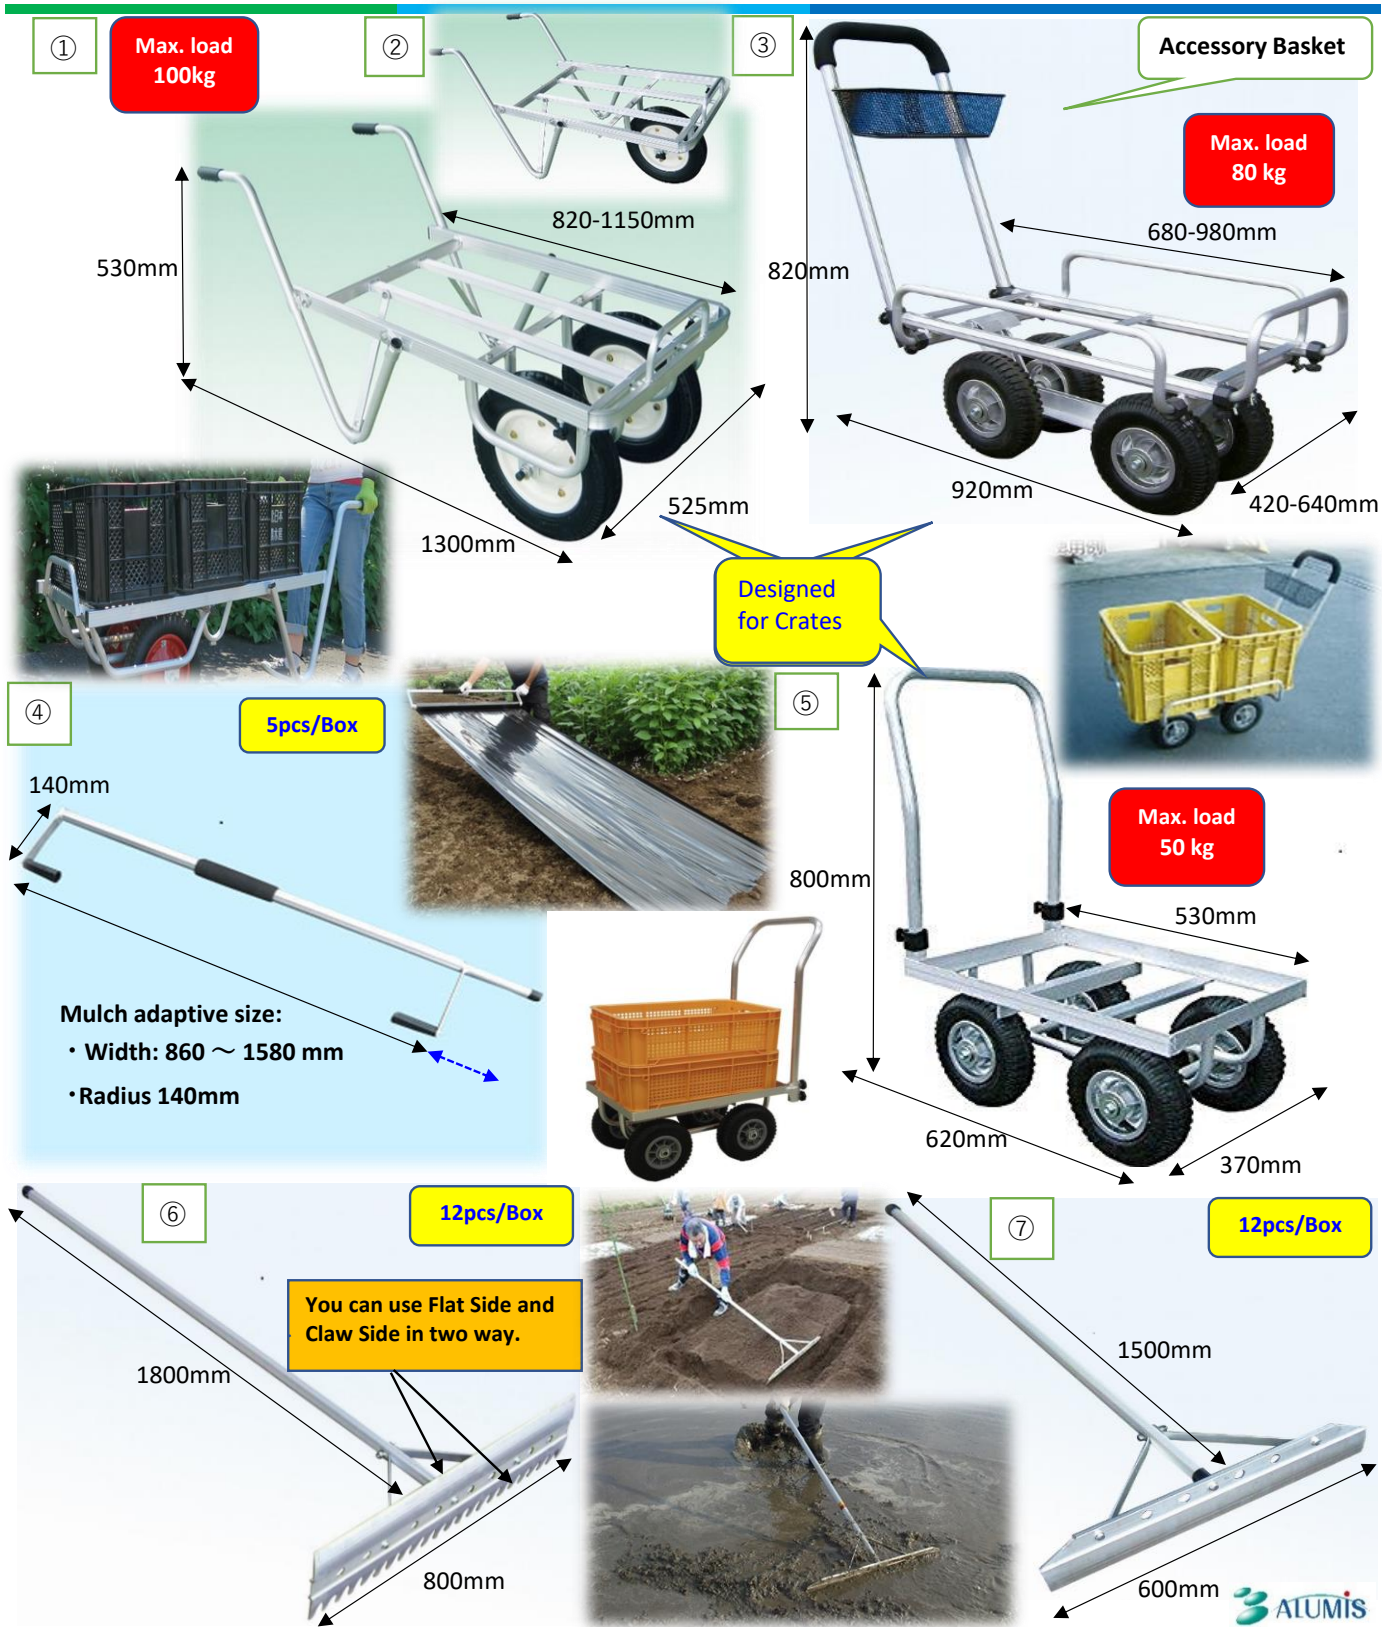 ①
Max. load
100kg
②
③
Accessory Basket
Max. load
80 kg
820-1150mm
680-980mm
530mm
820mm
525mm
1300mm
920mm
420-640mm
Designed
for Crates
④
5pcs/Box
⑤
140mm
Max. load
50 kg
800mm
530mm
Mulch adaptive size:
・Width: 860 ～ 1580 mm
・Radius 140mm
620mm
370mm
⑥
12pcs/Box
⑦
12pcs/Box
You can use Flat Side and
Claw Side in two way.
1800mm
1500mm
800mm
600mm
ALUMIS